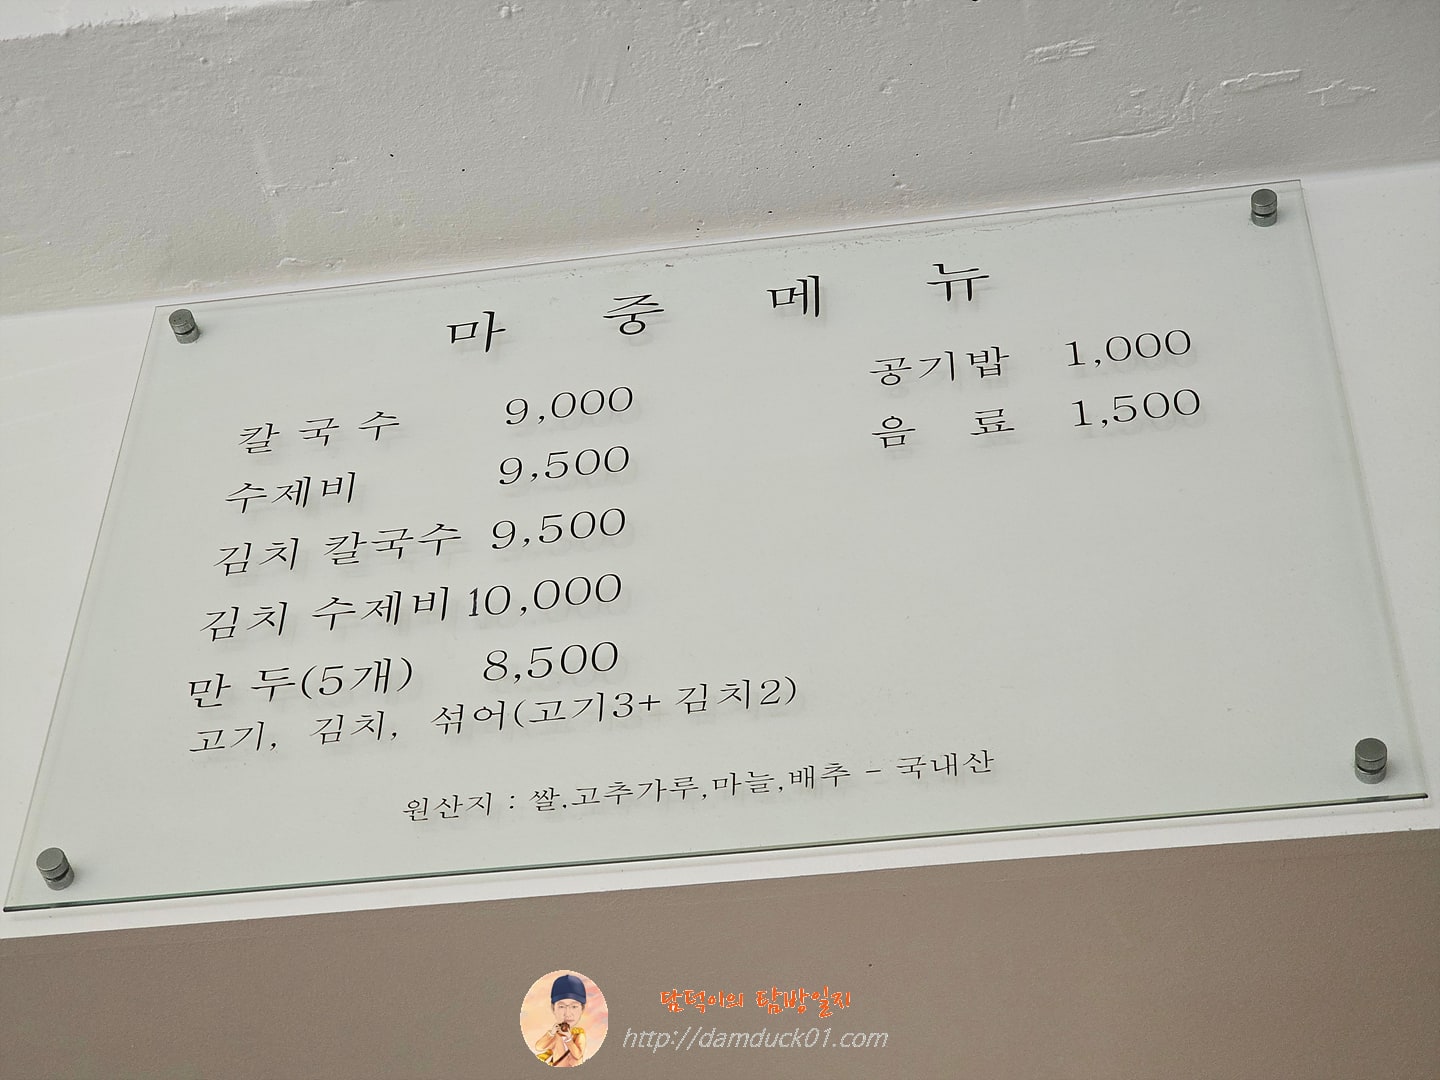 마 중 메 뉴
칼 국 수 9,000
수제비 9,500
김치 칼국수 9,500
김치 수제비 10,000
만 두(5개) 8,500
고기, 김치, 섞어(고기3+ 김치2)
공기밥 1,000
음 료 1,500
원산지 : 쌀,고추가루,마늘,배추 - 국내산
담덕이의 탐방일지
http://damduck01.com